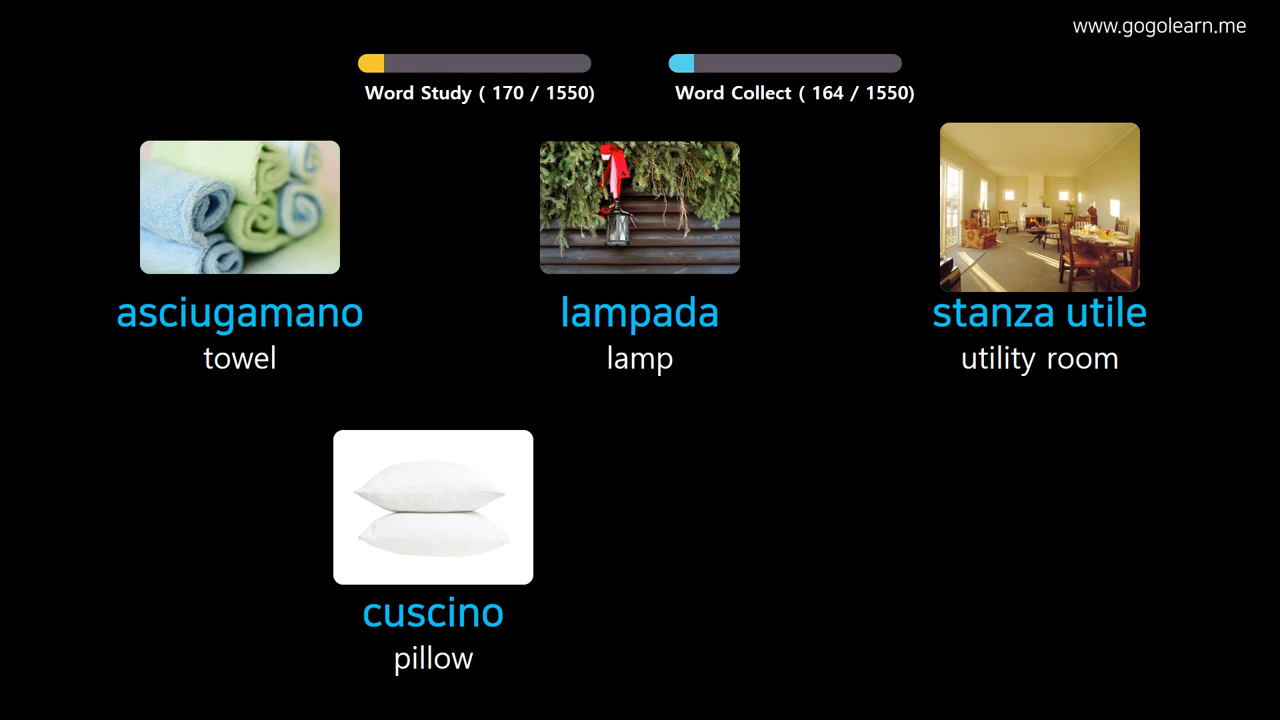 www.gogolearn.me
Word Study ( 170 / 1550)
Word Collect ( 164 / 1550)
asciugamano
towel
lampada
lamp
stanza utile
utility room
cuscino
pillow